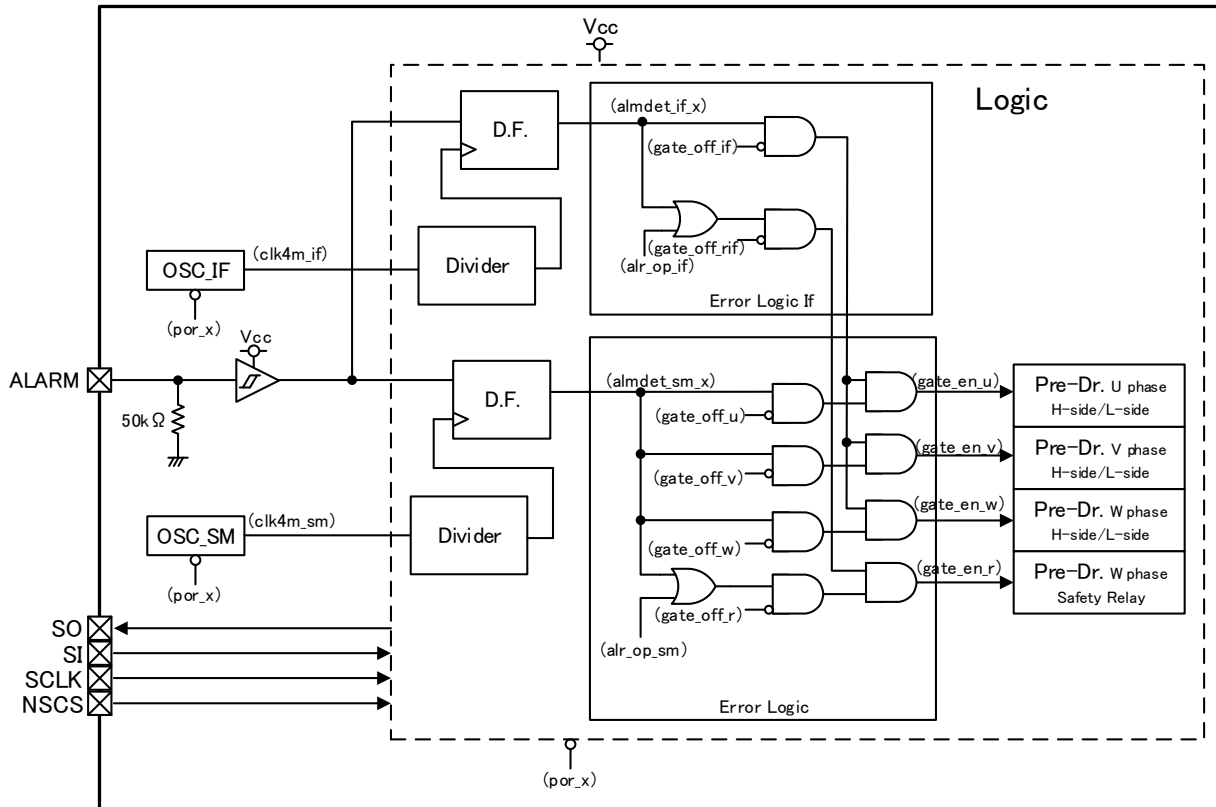 Vcc
Logic
D.F.
(almdet_if_x)
(gate_off_if)
(clk4m_if)
OSC_IF
Divider
(gate_off_rif)
(alr_op_if)
Error Logic If
(por_x)
Vcc
ALARM
50kΩ
D.F.
(almdet_sm_x)
(gate_off_u)
(gate_en_u)
Pre-Dr. U phase
H-side/L-side
(gate_off_v)
(gate_en_v)
Pre-Dr. V phase
H-side/L-side
(clk4m_sm)
OSC_SM
Divider
(gate_off_w)
(gate_en_w)
Pre-Dr. W phase
H-side/L-side
(por_x)
(gate_off_r)
(gate_en_r)
Pre-Dr. W phase
Safety Relay
(alr_op_sm)
SO
SI
SCLK
NSCS
Error Logic
(por_x)